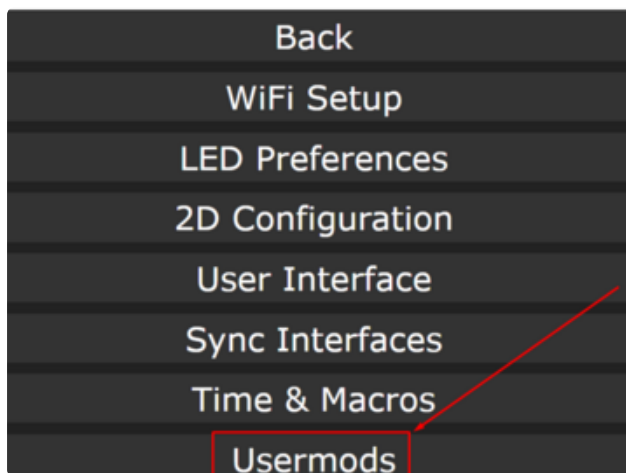 Back
WiFi Setup
LED Preferences
2D Configuration
User Interface
Sync Interfaces
Time & Macros
Usermods